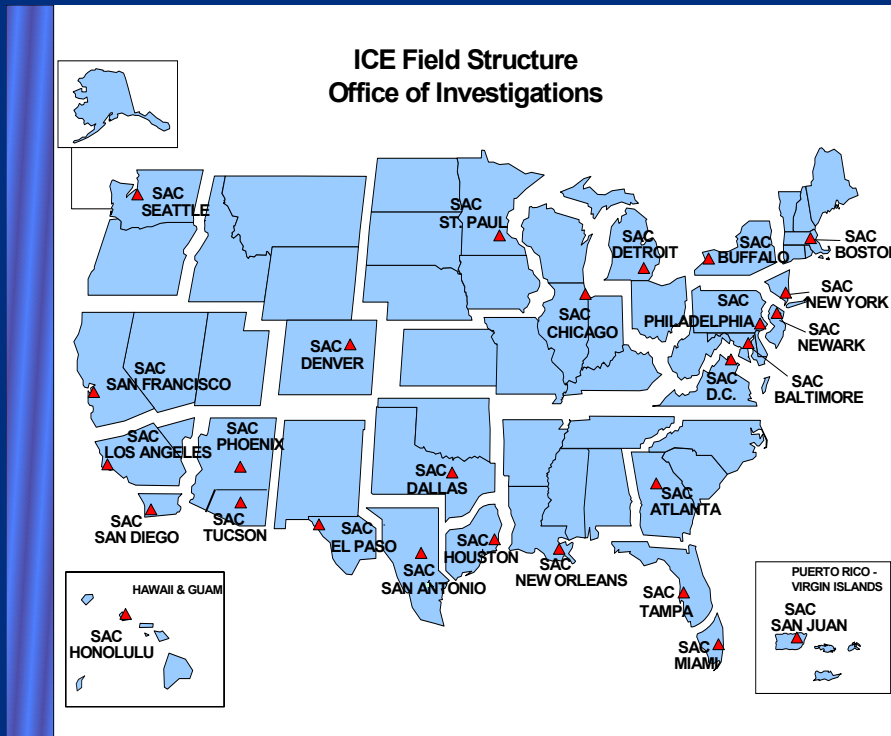 ICE Field Structure
Office of Investigations
SAC
SEATTLE
SAC
ST. PAUL
SAC
DETROIT
SAC
BUFFALO
SAC
BOSTON
SAC
NEW YORK
SAC
PHILADELPHIA
SAC
NEWARK
SAC
CHICAGO
SAC
DENVER
SAC
SAN FRANCISCO
SAC
D.C.
SAC
BALTIMORE
SAC
LOS ANGELES
SAC
PHOENIX
SAC
DALLAS
SAC
ATLANTA
SAC
SAN DIEGO
SAC
TUCSON
SAC
EL PASO
SAC
HOUSTON
SAC
SAN ANTONIO
SAC
NEW ORLEANS
SAC
TAMPA
SAC
MIAMI
HAWAII & GUAM
SAC
HONOLULU
PUERTO RICO -
VIRGIN ISLANDS
SAC
SAN JUAN